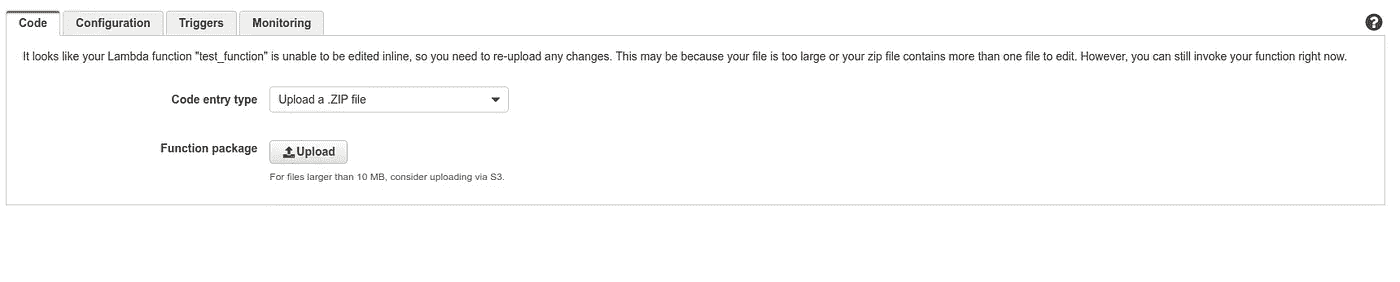 Code Configuration Triggers Monitoring
It looks like your Lambda function "test_function" is unable to be edited inline, so you need to re-upload any changes. This may be because your file is too large or your zip file contains more than one file to edit. However, you can still invoke your function right now.
Code entry type Upload a .ZIP file
Function package Upload
For files larger than 10 MB, consider uploading via S3.